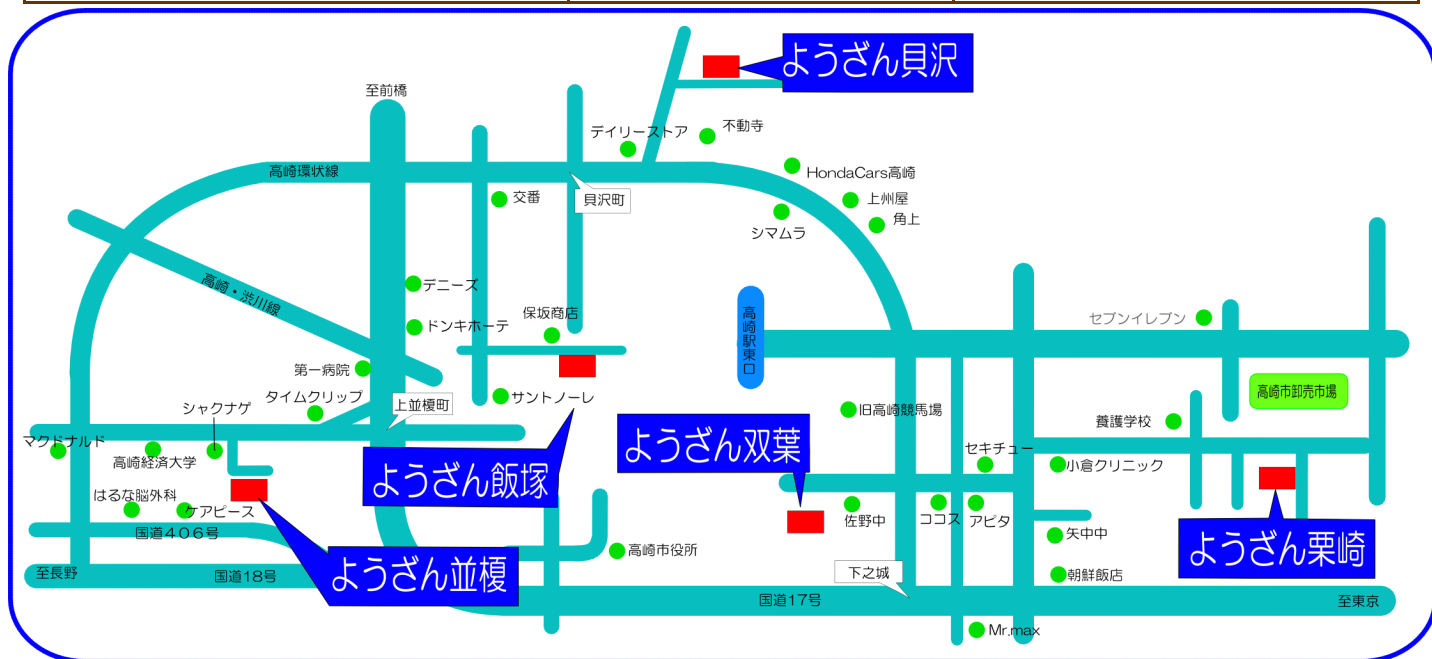 ようざん貝沢
至前橋
デイリーストア
不動寺
高崎環状線
HondaCars高崎
交番
貝沢町
上州屋
角上
シマムラ
高崎・渋川線
デニーズ
ドンキホーテ
保坂商店
高崎駅東口
セブンイレブン
第一病院
タイムクリップ
サントノーレ
シャクナゲ
上並榎町
高崎市卸売市場
旧高崎競馬場
養護学校
マクドナルド
高崎経済大学
ようざん飯塚
ようざん双葉
セキチュー
小倉クリニック
はるな脳外科
ケアピース
佐野中
ココス
アピタ
国道406号
矢中中
ようざん栗崎
高崎市役所
ようざん並榎
至長野
国道18号
下之城
朝鮮飯店
国道17号
至東京
Mr.max